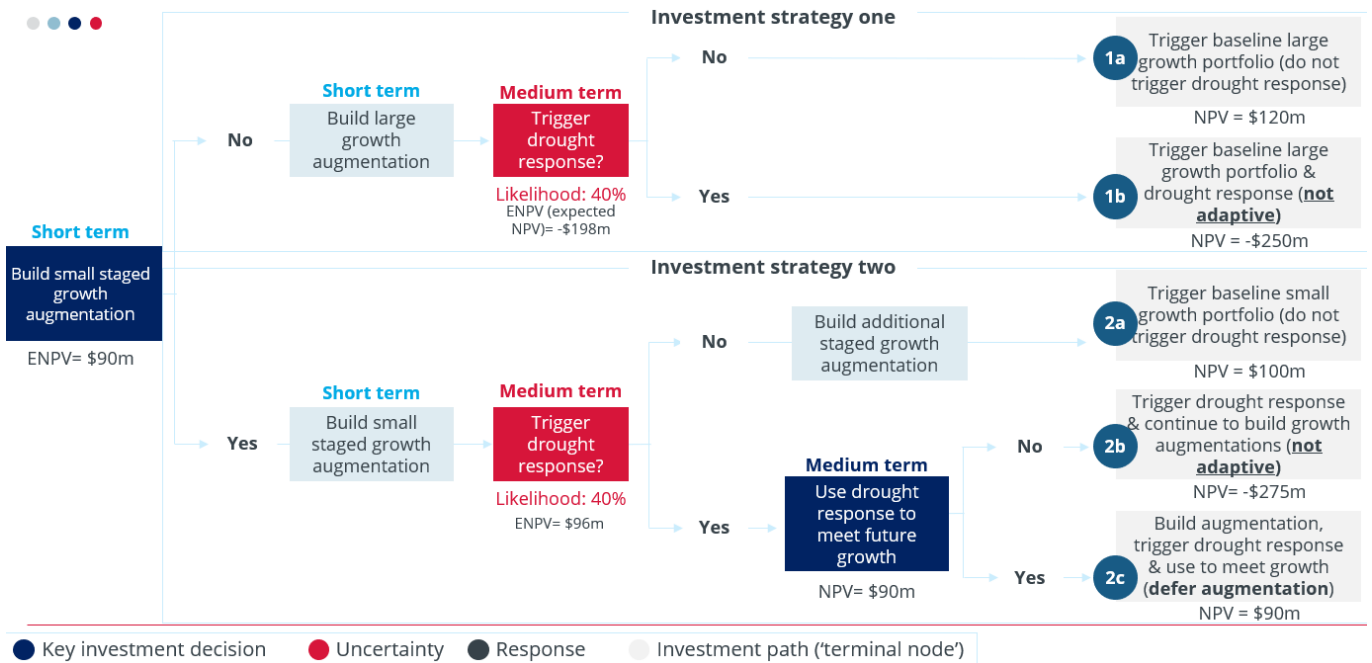 Investment strategy one
No
1a
Trigger baseline large
growth portfolio (do not
trigger drought response)
NPV = $120m
Short term
Build large
growth
augmentation
Medium term
Trigger
drought
response?
Likelihood: 40%
ENPV (expected
NPV)= -$198m
No
Yes
1b
Trigger baseline large
growth portfolio &
drought response (not
adaptive)
NPV = -$250m
Short term
Build small staged
growth
augmentation
ENPV= $90m
Investment strategy two
No
Build additional
staged growth
augmentation
2a
Trigger baseline small
growth portfolio (do not
trigger drought response)
NPV = $100m
Yes
Short term
Build small
staged growth
augmentation
Medium term
Trigger
drought
response?
Likelihood: 40%
ENPV= $96m
Yes
Medium term
Use drought
response to
meet future
growth
NPV= $90m
No
2b
Trigger drought response
& continue to build growth
augmentations (not
adaptive)
NPV= -$275m
Yes
2c
Build augmentation,
trigger drought response
& use to meet growth
(defer augmentation)
NPV = $90m
Key investment decision
Uncertainty
Response
Investment path (‘terminal node’)